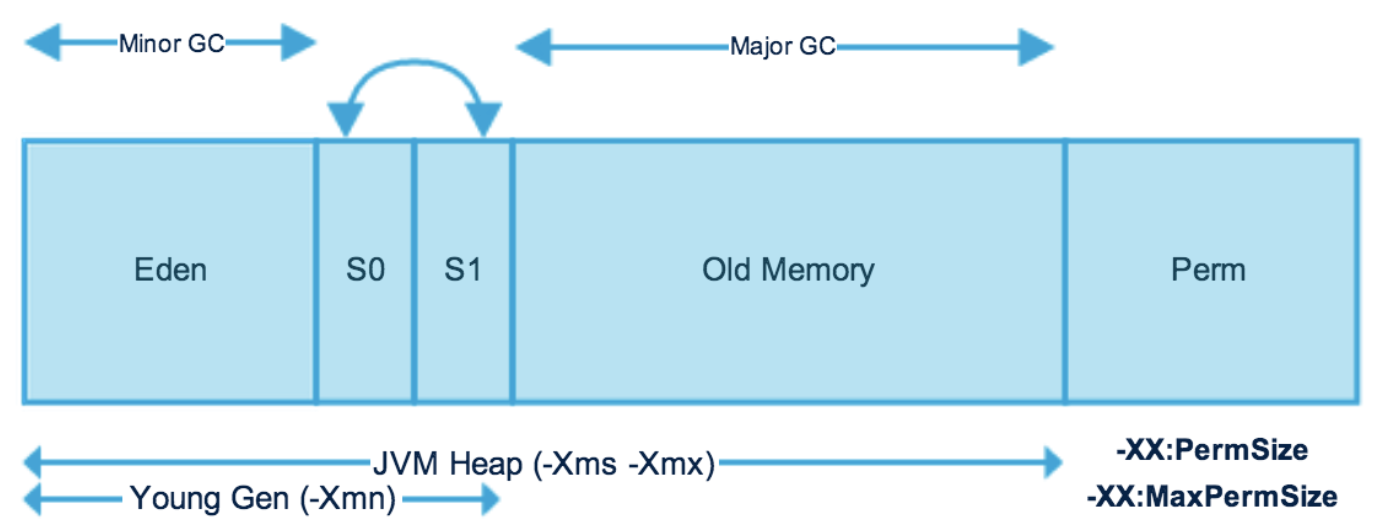 Minor GC
Major GC
Eden
S0
S1
Old Memory
Perm
JVM Heap (-Xms -Xmx)
Young Gen (-Xmn)
-XX:PermSize
-XX:MaxPermSize